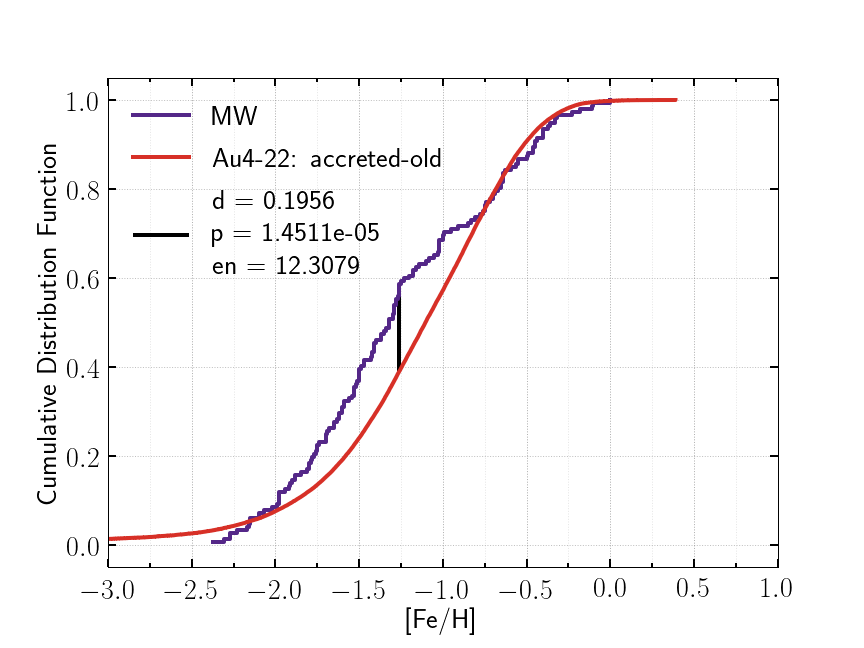 MW
Au4-22: accreted-old
d = 0.1956
p = 1.4511e-05
en = 12.3079
Cumulative Distribution Function
1.0
0.8
0.6
0.4
0.2
0.0
−3.0 −2.5 −2.0 −1.5 −1.0 −0.5 0.0 0.5 1.0
[Fe/H]